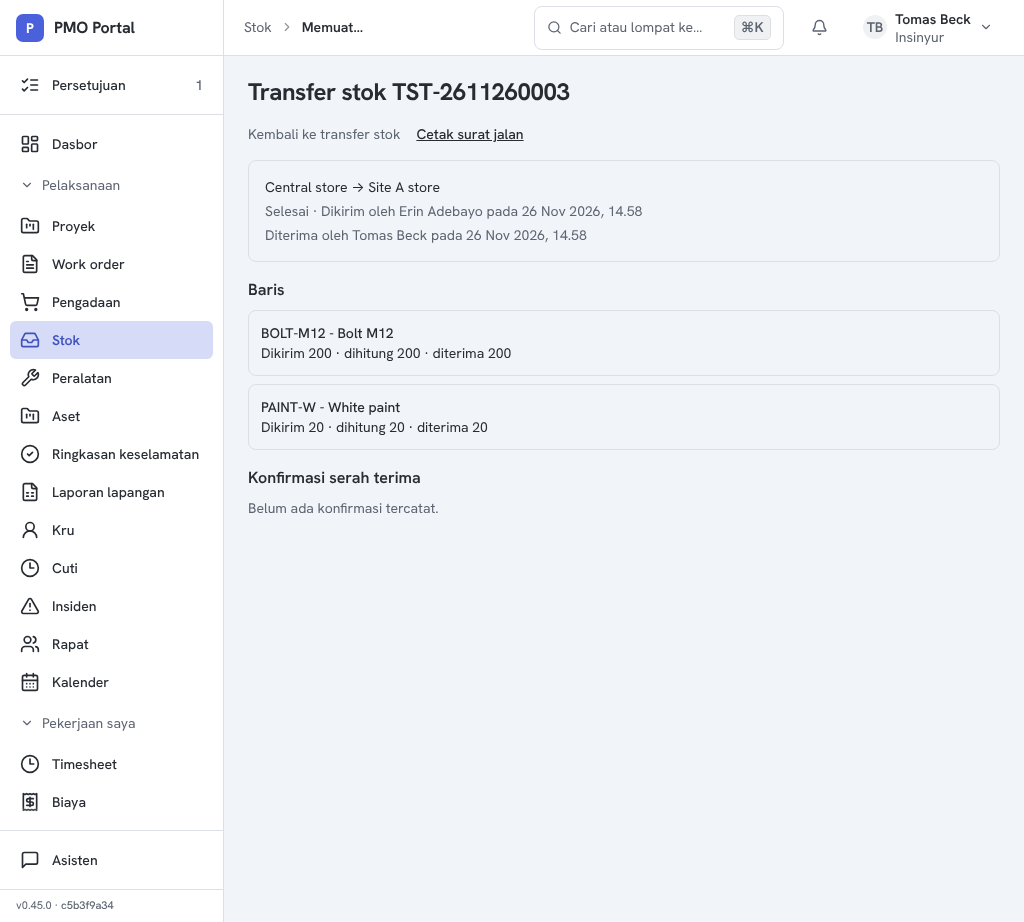 P
PMO Portal
Stok
Memuat...
Cari atau lompat ke...
⌘K
TB
Tomas Beck
Insinyur
Persetujuan
1
Dasbor
Pelaksanaan
Proyek
Work order
Pengadaan
Stok
Peralatan
Aset
Ringkasan keselamatan
Laporan lapangan
Kru
Cuti
Insiden
Rapat
Kalender
Pekerjaan saya
Timesheet
Biaya
Asisten
v0.45.0 · c5b3f9a34
Transfer stok TST-2611260003
Kembali ke transfer stok
Cetak surat jalan
Central store → Site A store
Selesai · Dikirim oleh Erin Adebayo pada 26 Nov 2026, 14.58
Diterima oleh Tomas Beck pada 26 Nov 2026, 14.58
Baris
BOLT-M12 - Bolt M12
Dikirim 200 · dihitung 200 · diterima 200
PAINT-W - White paint
Dikirim 20 · dihitung 20 · diterima 20
Konfirmasi serah terima
Belum ada konfirmasi tercatat.